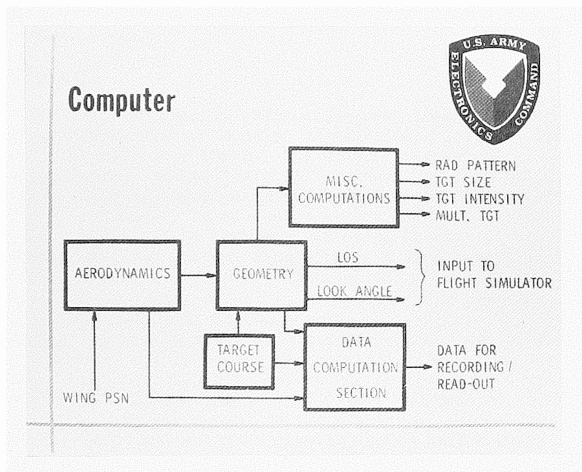 U.S. ARMY
ELECTRONICS
COMMAND
Computer
MISC.
COMPUTATIONS
RAD PATTERN
TGT SIZE
TGT INTENSITY
MULT. TGT
AERODYNAMICS
GEOMETRY
LOS
LOOK ANGLE
INPUT TO
FLIGHT SIMULATOR
TARGET
COURSE
DATA
COMPUTATION
SECTION
DATA FOR
RECORDING/
READ-OUT
WING PSN